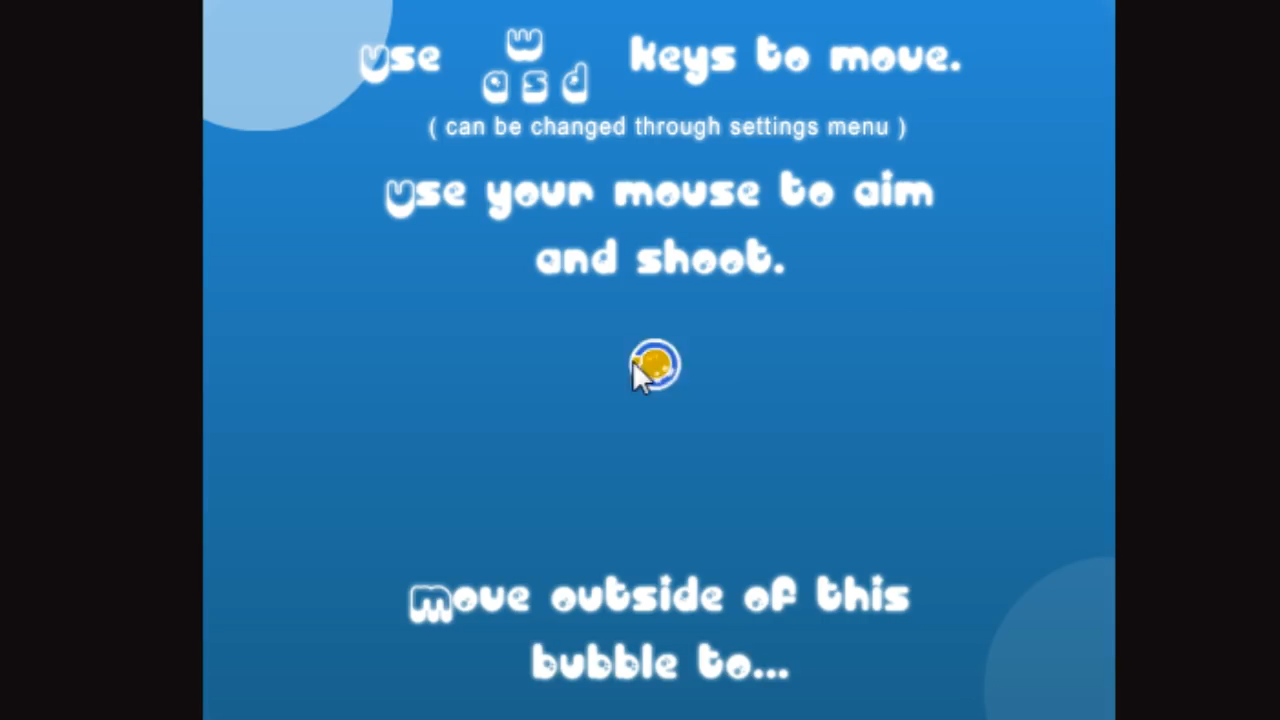 Use w keys to move.
a s d
( can be changed through settings menu )
Use your mouse to aim
and shoot.
Move outside of this
bubble to...